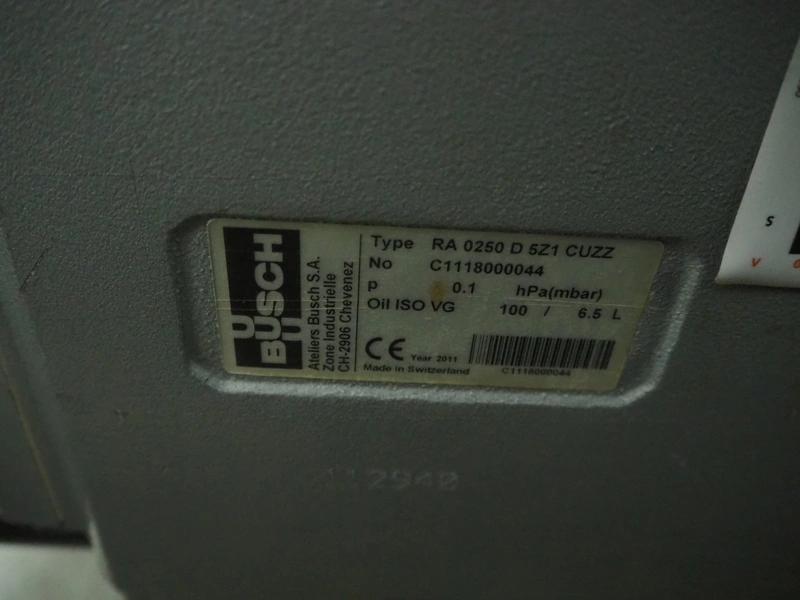 BUSCH
Ateliers Busch S.A.
Zone Industrielle
CH-2906 Chevenez
Type RA 0250 D 5Z1 CUZZ
No C1118000044
p 0.1 hPa(mbar)
Oil ISO VG 100 / 6.5 L
CE Year 2011
Made in Switzerland
C1118000044
112940
S
V